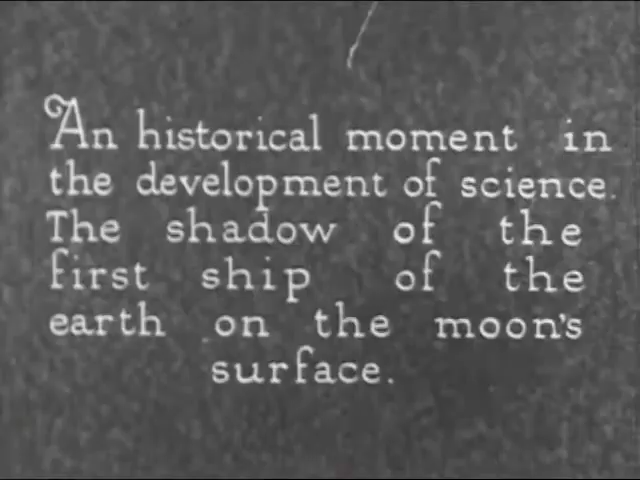 An historical moment in
the development of science.
The shadow of the
first ship of the
earth on the moon's
surface.